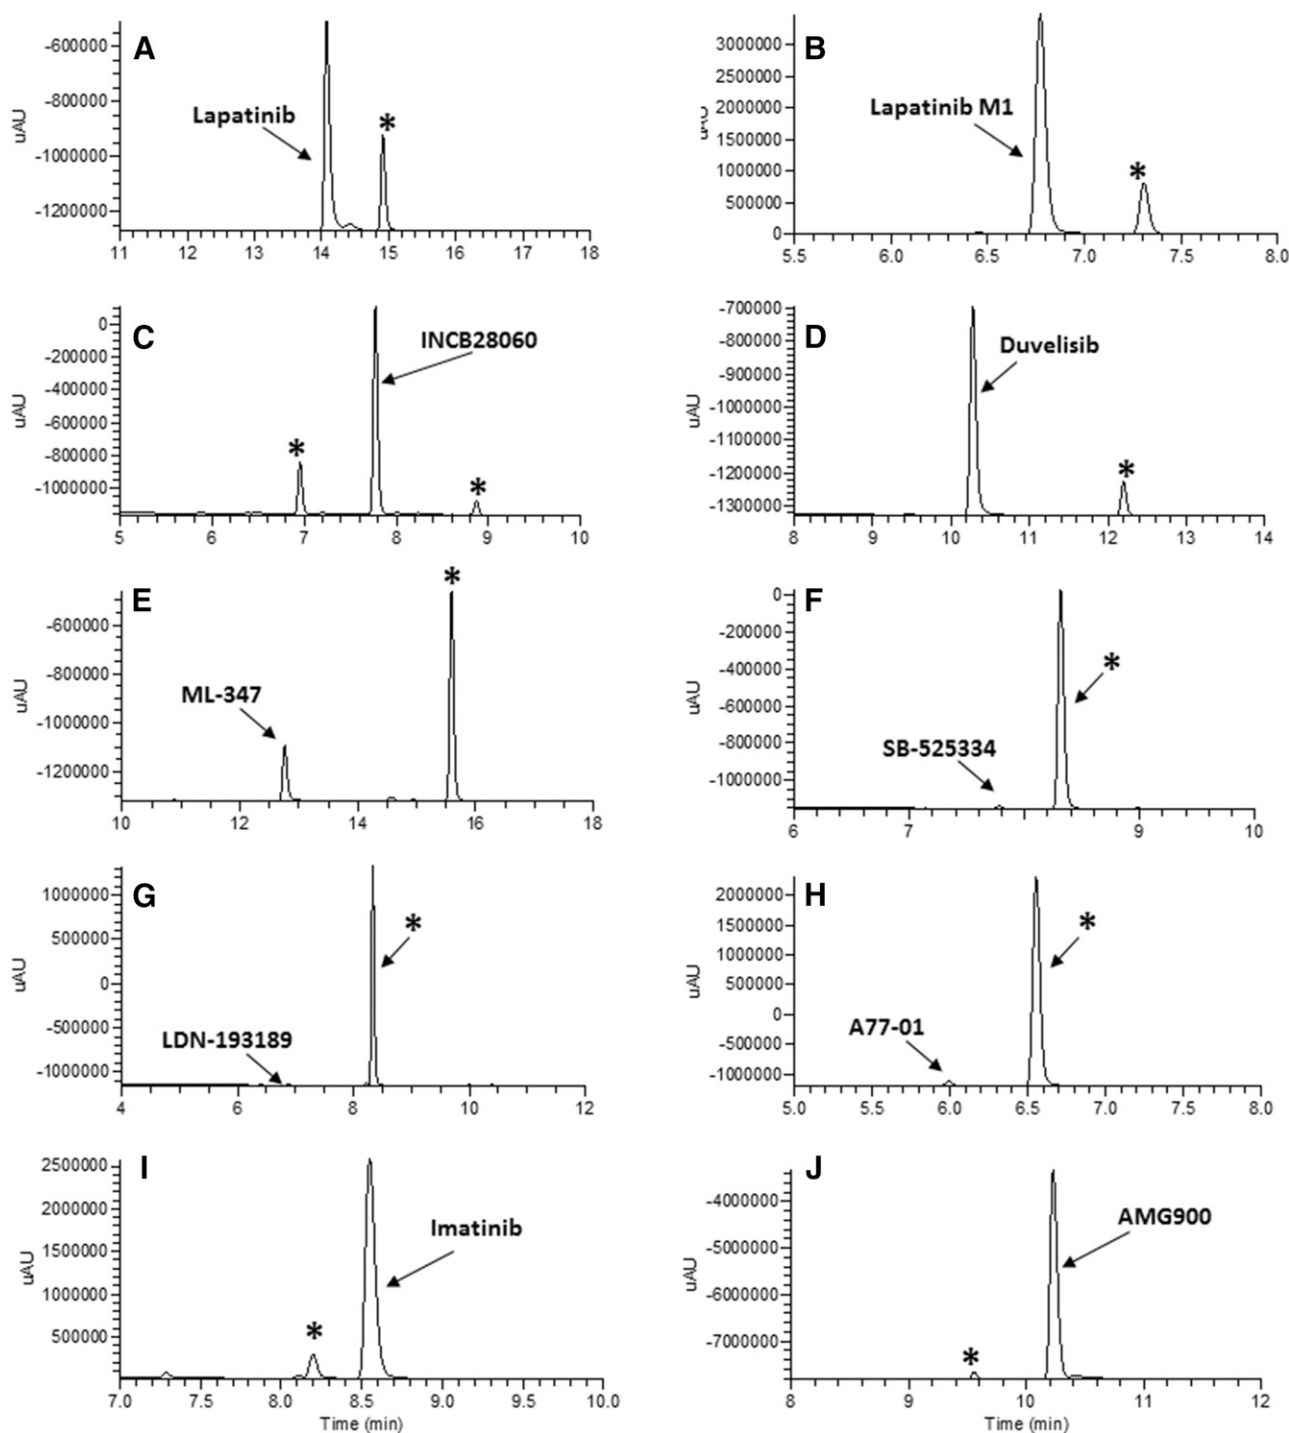 A
Lapatinib
*
-600000
-800000
-1000000
-1200000
uAU
11 12 13 14 15 16 17 18
B
Lapatinib M1
*
3000000
2500000
2000000
1500000
1000000
500000
0
uAU
5.5 6.0 6.5 7.0 7.5 8.0
C
INCB28060
*
*
0
-200000
-400000
-600000
-800000
-1000000
uAU
5 6 7 8 9 10
D
Duvelisib
*
-700000
-800000
-900000
-1000000
-1100000
-1200000
-1300000
uAU
8 9 10 11 12 13 14
E
ML-347
*
-600000
-800000
-1000000
-1200000
uAU
10 12 14 16 18
F
SB-525334
*
0
-200000
-400000
-600000
-800000
-1000000
uAU
6 7 9 10
G
LDN-193189
*
1000000
500000
0
-500000
-1000000
uAU
4 6 8 10 12
H
A77-01
*
2000000
1500000
1000000
500000
0
-500000
-1000000
uAU
5.0 5.5 6.0 6.5 7.0 7.5 8.0
I
Imatinib
*
2500000
2000000
1500000
1000000
500000
uAU
7.0 7.5 8.0 8.5 9.0 9.5 10.0
Time (min)
J
AMG900
*
-4000000
-5000000
-6000000
-7000000
uAU
8 9 10 11 12
Time (min)